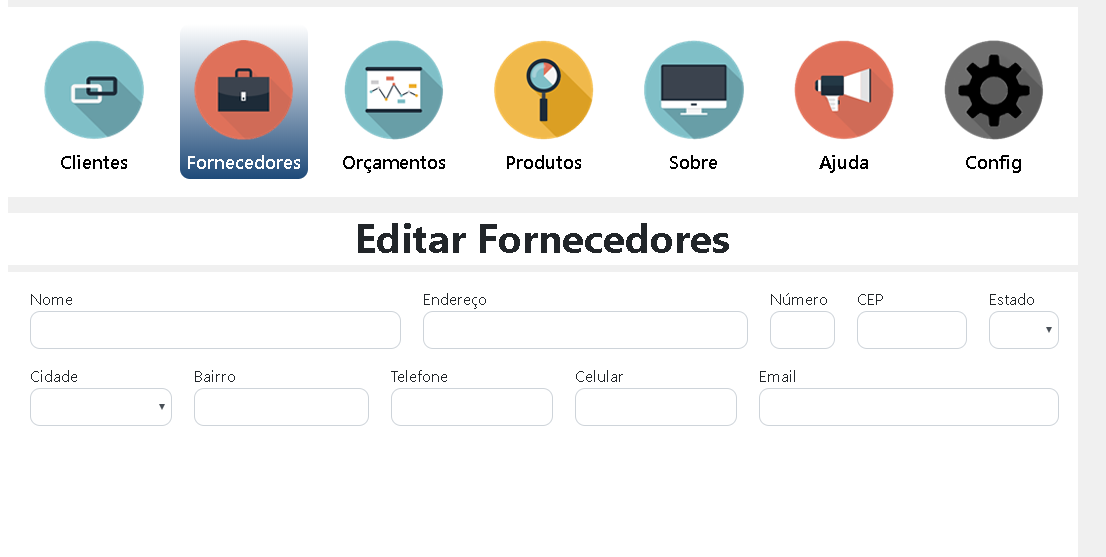 Clientes Fornecedores Orçamentos Produtos Sobre Ajuda Config
Editar Fornecedores
Nome Endereço Número CEP Estado
Cidade Bairro Telefone Celular Email